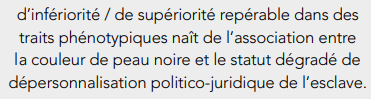 d’infériorité / de supériorité repérable dans des
traits phénotypiques naît de l’association entre
la couleur de peau noire et le statut dégradé de
dépersonnalisation politico-juridique de l’esclave.